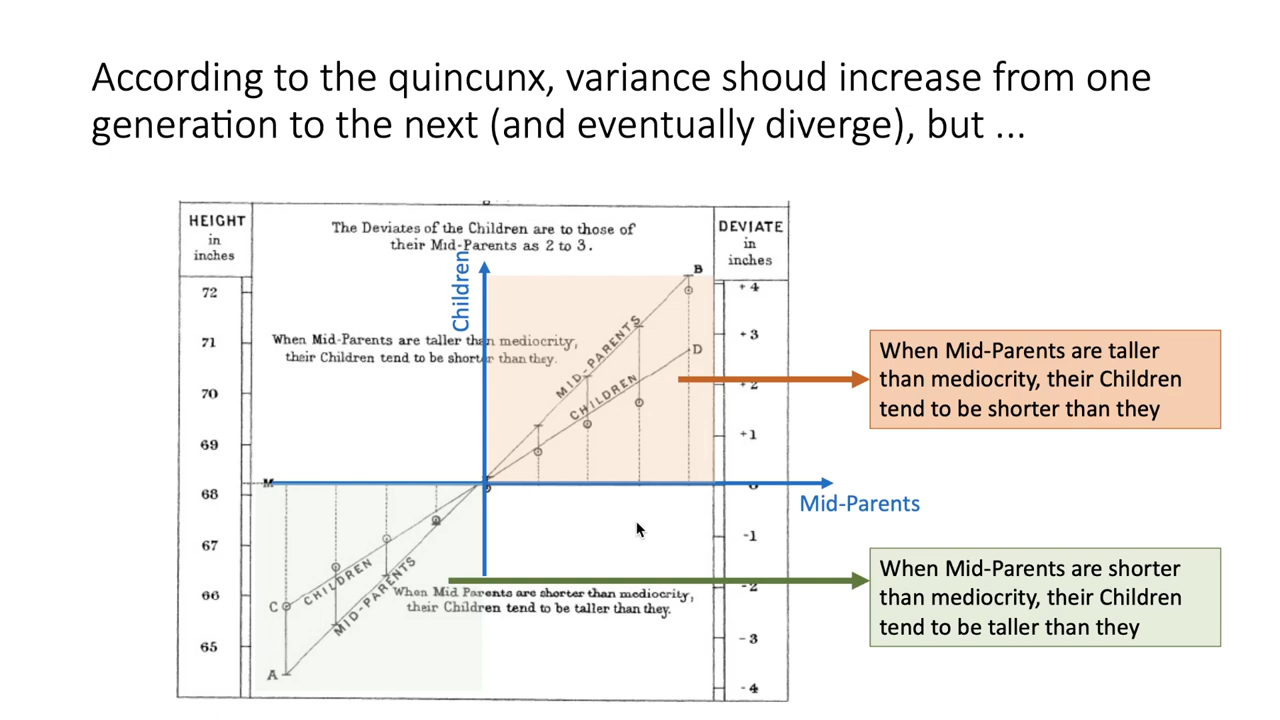 According to the quincunx, variance shoud increase from one
generation to the next (and eventually diverge), but ...
HEIGHT
in
inches
The Deviates of the Children are to those of
their Mid-Parents as 2 to 3.
DEVIATE
in
inches
Children
When Mid-Parents are taller than mediocrity,
their Children tend to be shorter than they.
72
71
70
69
68
67
66
65
B
D
MID-PARENTS
CHILDREN
M
+4
+3
+2
+1
0
-1
-2
-3
-4
Mid-Parents
C
A
CHILDREN
MID-PARENTS
When Mid Parents are shorter than mediocrity,
their Children tend to be taller than they.
When Mid-Parents are taller
than mediocrity, their Children
tend to be shorter than they
When Mid-Parents are shorter
than mediocrity, their Children
tend to be taller than they